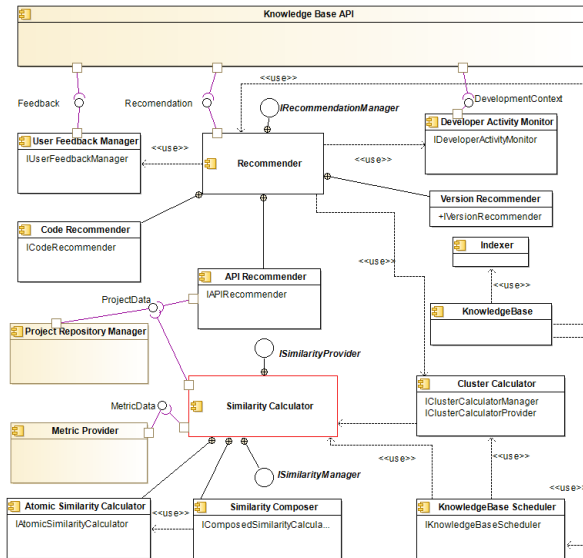 Knowledge Base API
<<use>>
Feedback
Recomendation
IRecommendationManager
DevelopmentContext
User Feedback Manager
IUserFeedbackManager
<<use>>
Recommender
<<use>>
Developer Activity Monitor
IDeveloperActivityMonitor
Version Recommender
+IVersionRecommender
Code Recommender
ICodeRecommender
Indexer
<<use>>
<<use>>
API Recommender
IAPIRecommender
ProjectData
KnowledgeBase
Project Repository Manager
ISimilarityProvider
MetricData
Similarity Calculator
Cluster Calculator
IClusterCalculatorManager
IClusterCalculatorProvider
Metric Provider
<<use>>
ISimilarityManager
<<use>>
<<use>>
Atomic Similarity Calculator
IAtomicSimilarityCalculator
<<use>>
Similarity Composer
IComposedSimilarityCalcula...
KnowledgeBase Scheduler
IKnowledgeBaseScheduler
<<use>>